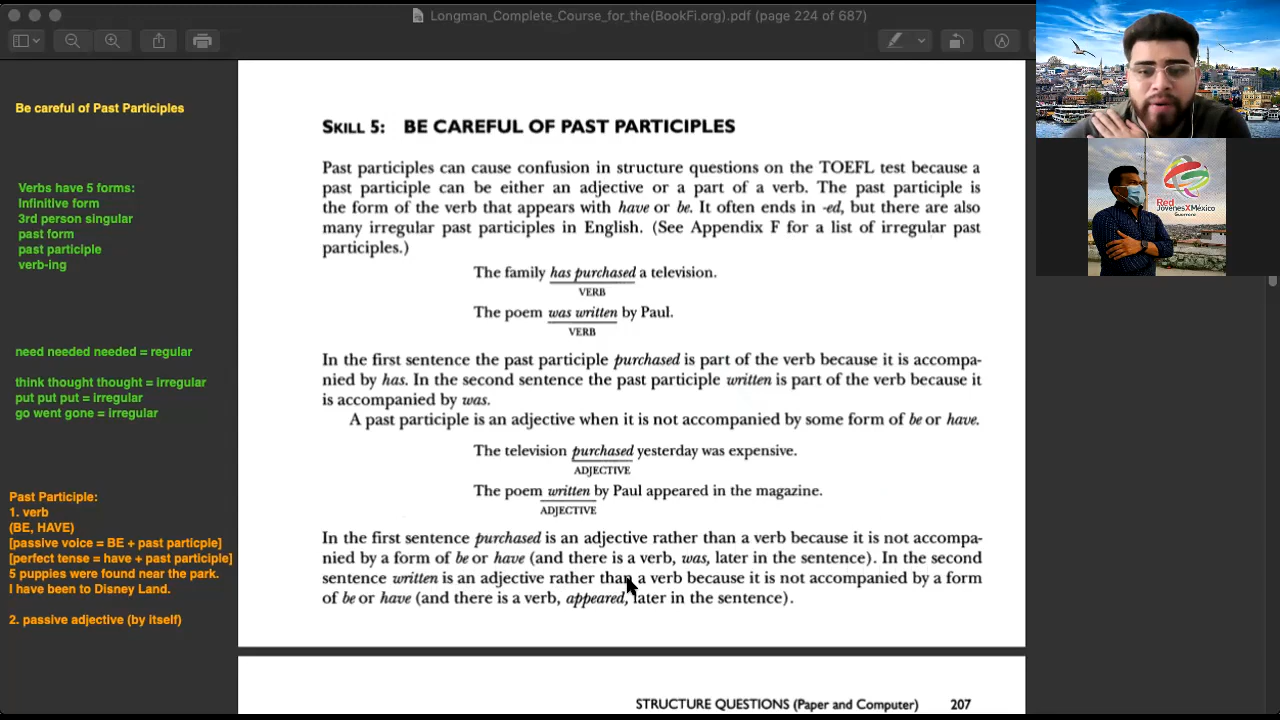 Longman_Complete_Course_for_the(BookFi.org).pdf (page 224 of 687)
Be careful of Past Participles
Verbs have 5 forms:
Infinitive form
3rd person singular
past form
past participle
verb-ing
need needed needed = regular
think thought thought = irregular
put put put = irregular
go went gone = irregular
Past Participle:
1. verb
(BE, HAVE)
[passive voice = BE + past particple]
[perfect tense = have + past participle]
5 puppies were found near the park.
I have been to Disney Land.
2. passive adjective (by itself)
SKILL 5: BE CAREFUL OF PAST PARTICIPLES
Past participles can cause confusion in structure questions on the TOEFL test because a
past participle can be either an adjective or a part of a verb. The past participle is
the form of the verb that appears with have or be. It often ends in -ed, but there are also
many irregular past participles in English. (See Appendix F for a list of irregular past
participles.)
The family has purchased a television.
VERB
The poem was written by Paul.
VERB
In the first sentence the past participle purchased is part of the verb because it is accompa-
nied by has. In the second sentence the past participle written is part of the verb because it
is accompanied by was.
A past participle is an adjective when it is not accompanied by some form of be or have.
The television purchased yesterday was expensive.
ADJECTIVE
The poem written by Paul appeared in the magazine.
ADJECTIVE
In the first sentence purchased is an adjective rather than a verb because it is not accompa-
nied by a form of be or have (and there is a verb, was, later in the sentence). In the second
sentence written is an adjective rather than a verb because it is not accompanied by a form
of be or have (and there is a verb, appeared, later in the sentence).
STRUCTURE QUESTIONS (Paper and Computer) 207
Red
JóvenesXMéxico
Guerrero